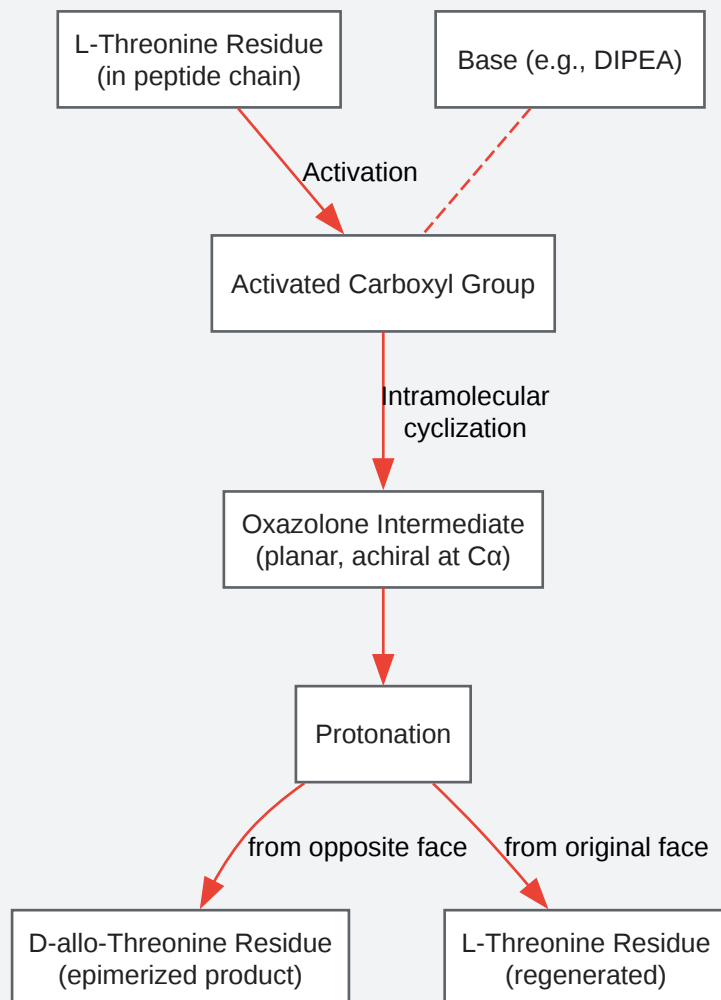 L-Threonine Residue
(in peptide chain)
Base (e.g., DIPEA)
Activation
Activated Carboxyl Group
Intramolecular
cyclization
Oxazolone Intermediate
(planar, achiral at Cα)
Protonation
from opposite face
from original face
D-allo-Threonine Residue
(epimerized product)
L-Threonine Residue
(regenerated)